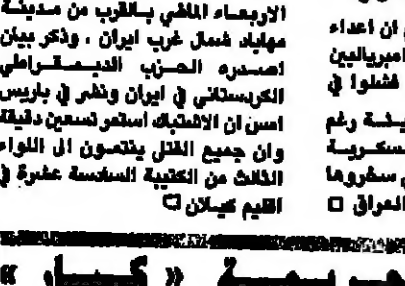 الاربعاء الماضي بالقرب من مدينة
مهاباد شمال غرب ايران ، وذكر بيان
اصدره الحزب الديمقراطي
الكردستاني في ايران ونشر في باريس
امس ان الاشتباك استمر تسعين دقيقة
وان جميع القتلى ينتمون الى اللواء
الثالث من الكتيبة السادسة عشرة في
اقليم كيلان
ان اعداء
امبرياليين
فشلوا في
رغم
سكرية
العراق